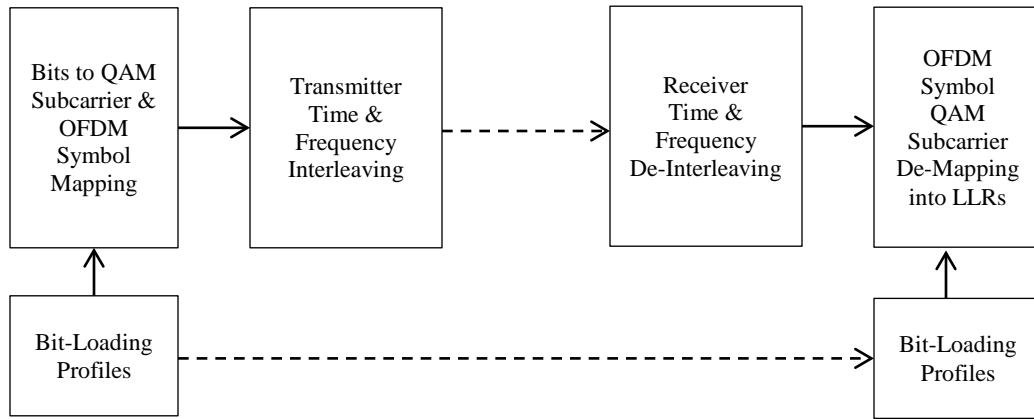 Bits to QAM
Subcarrier &
OFDM
Symbol
Mapping
Transmitter
Time &
Frequency
Interleaving
Receiver
Time &
Frequency
De-Interleaving
OFDM
Symbol
QAM
Subcarrier
De-Mapping
into LLRs
Bit-Loading
Profiles
Bit-Loading
Profiles